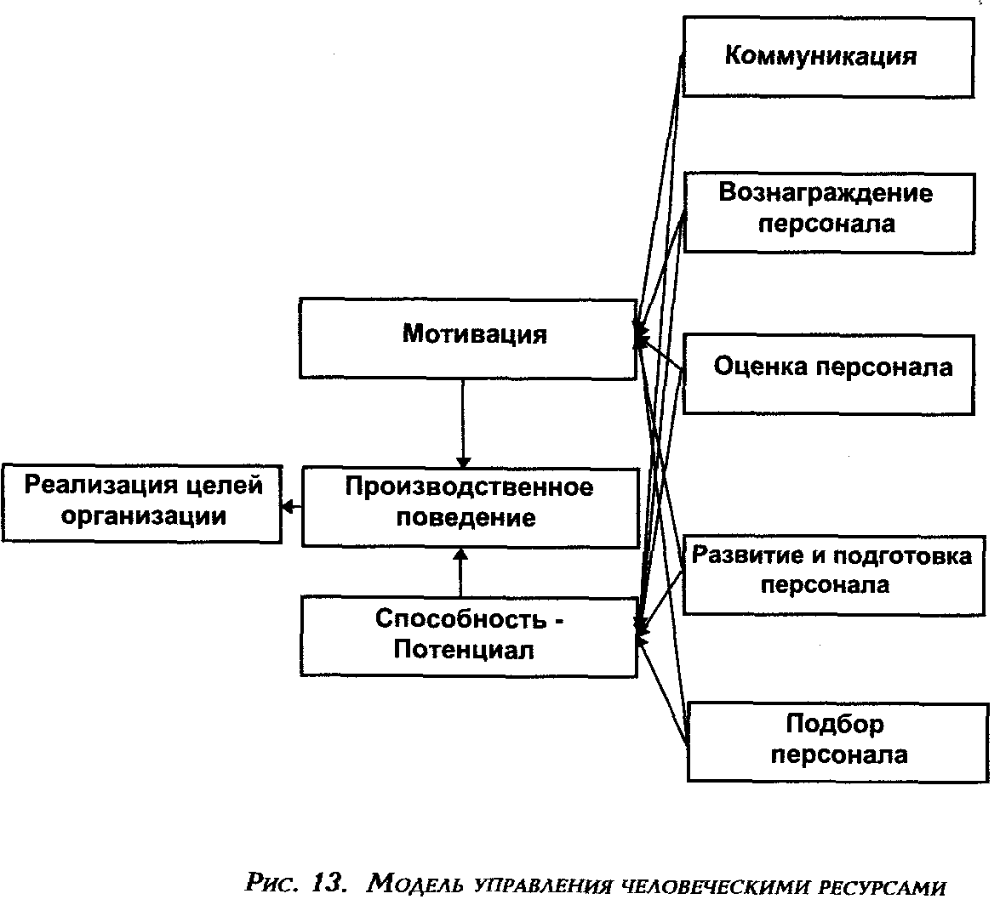 Коммуникация
Вознаграждение
персонала
Мотивация
Оценка персонала
Реализация целей
организации
Производственное
поведение
Развитие и подготовка
персонала
Способность -
Потенциал
Подбор
персонала
Рис. 13. Модель управления человеческими ресурсами